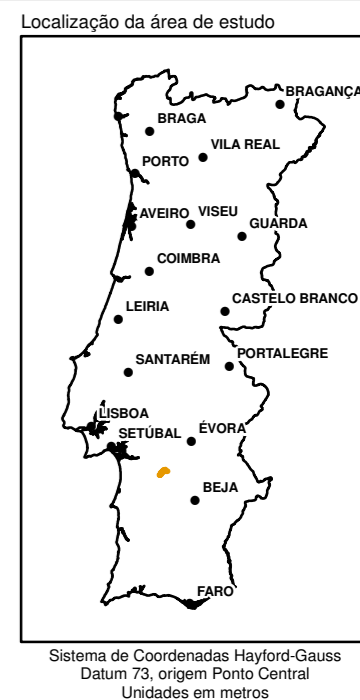 Localização da área de estudo
BRAGANÇA
BRAGA
VILA REAL
PORTO
AVEIRO
VISEU
GUARDA
COIMBRA
CASTELO BRANCO
LEIRIA
PORTALEGRE
SANTARÉM
LISBOA
ÉVORA
SETÚBAL
BEJA
FARO
Sistema de Coordenadas Hayford-Gauss
Datum 73, origem Ponto Central
Unidades em metros